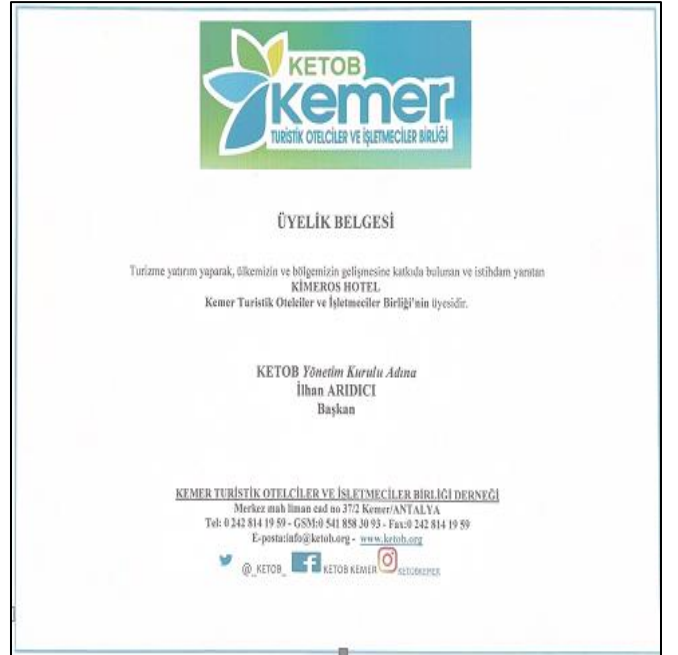 KETOB
Kemer
TURİSTİK OTELCİLER VE İŞLETMECİLER BİRLİĞİ
ÜYELİK BELGESİ
Turizme yatırım yaparak, ülkemizin ve bölgemizin gelişmesine katkıda bulunan ve istihdam yaratan
KİMEROS HOTEL
Kemer Turistik Otelciler ve İşletmeciler Birliği'nin üyesidir.
KETOB Yönetim Kurulu Adına
İlhan ARIDICI
Başkan
KEMER TURİSTİK OTELCİLER VE İŞLETMECİLER BİRLİĞİ DERNEĞİ
Merkez mah liman cad no 37/2 Kemer/ANTALYA
Tel: 0 242 814 19 59 - GSM:0 541 858 30 93 - Fax:0 242 814 19 59
E-posta:info@ketob.org - www.ketob.org
@_KETOB_ KETOB KEMER KETOBKEMER